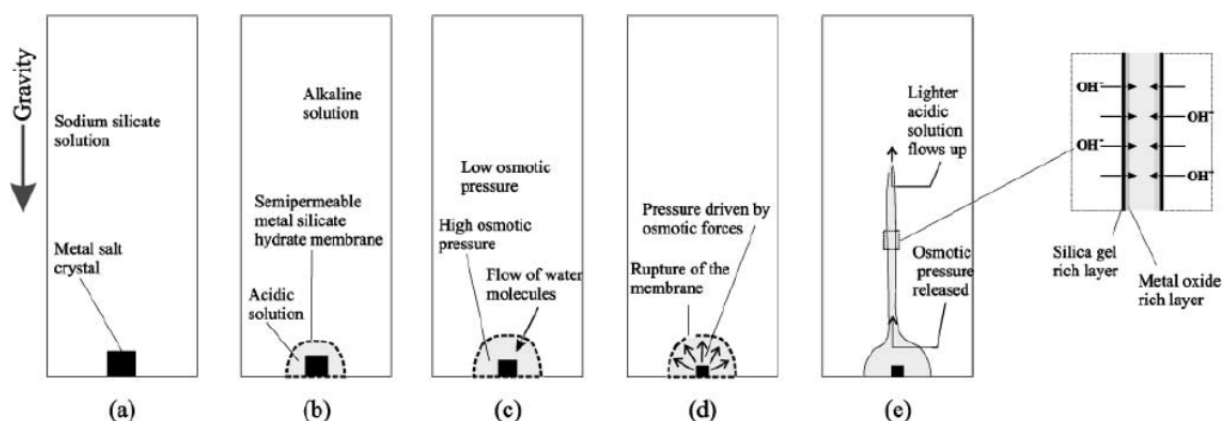 Gravity
Sodium silicate
solution
Metal salt
crystal
(a)
Alkaline
solution
Semipermeable
metal silicate
hydrate membrane
Acidic
solution
(b)
Low osmotic
pressure
High osmotic
pressure
Flow of water
molecules
(c)
Pressure driven by
osmotic forces
Rupture of the
membrane
(d)
Lighter
acidic
solution
flows up
Osmotic
pressure
released
(e)
OH⁻
OH⁻
OH⁻
OH⁻
Silica gel
rich layer
Metal oxide
rich layer